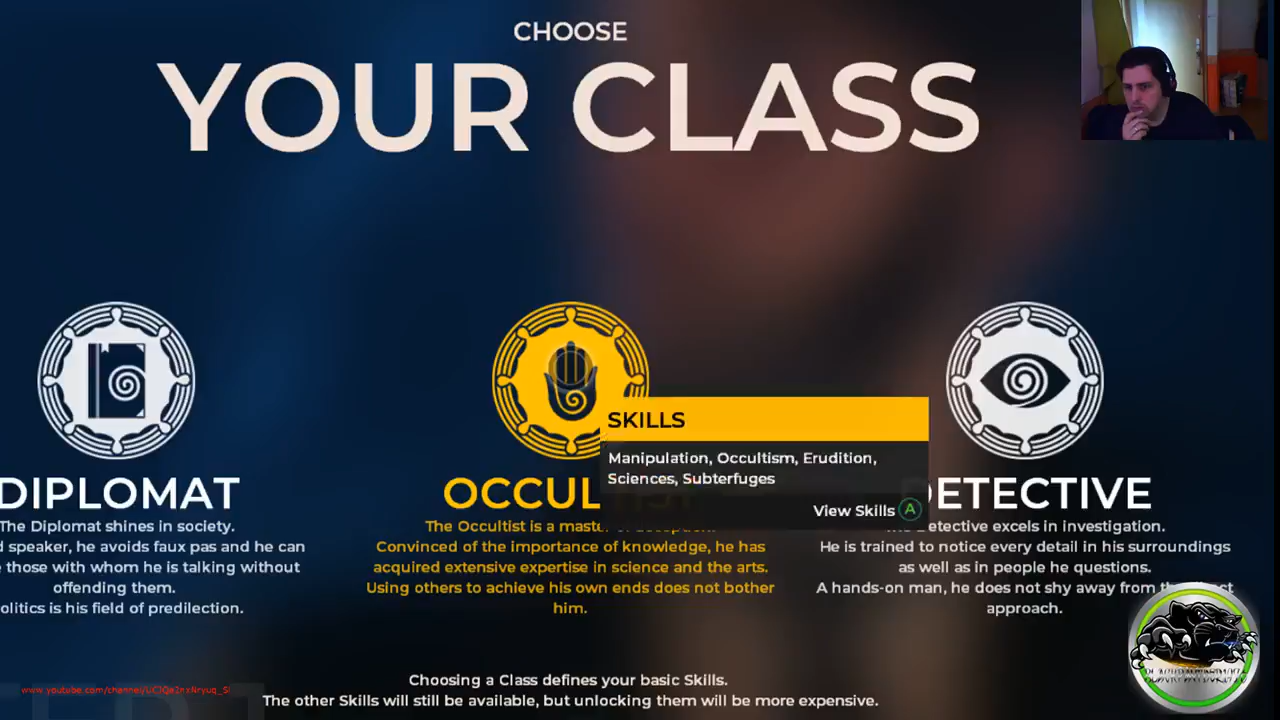 CHOOSE
YOUR CLASS
DIPLOMAT
The Diplomat shines in society.
speaker, he avoids faux pas and he can
those with whom he is talking without
offending them.
olitics is his field of predilection.
OCCUL
The Occultist is a master of deception.
Convinced of the importance of knowledge, he has
acquired extensive expertise in science and the arts.
Using others to achieve his own ends does not bother
him.
SKILLS
Manipulation, Occultism, Erudition,
Sciences, Subterfuges
View Skills A
DETECTIVE
etective excels in investigation.
He is trained to notice every detail in his surroundings
as well as in people he questions.
A hands-on man, he does not shy away from
approach.
Choosing a Class defines your basic Skills.
The other Skills will still be available, but unlocking them will be more expensive.